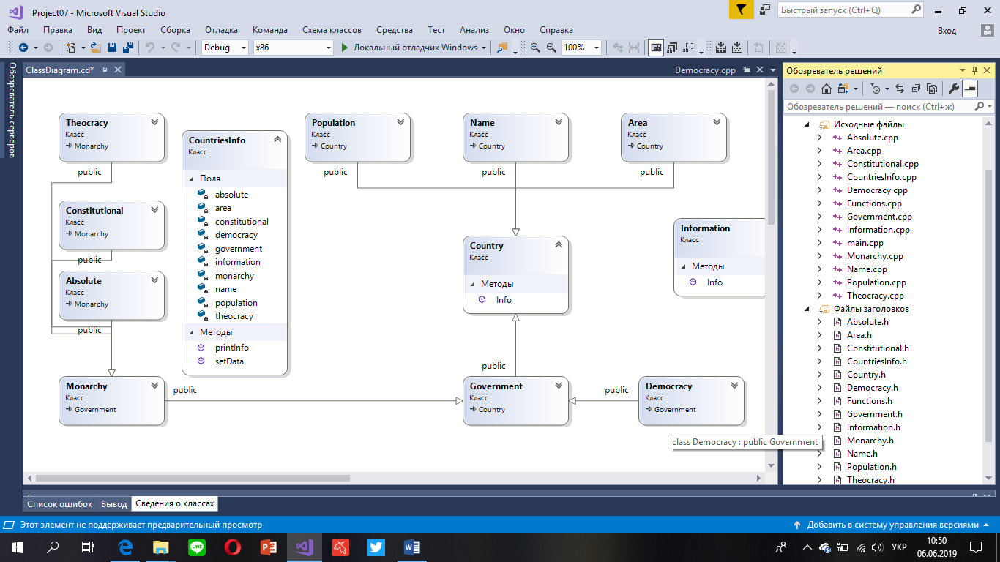 Project07 - Microsoft Visual Studio
Быстрый запуск (Ctrl+Q)
Файл Правка Вид Проект Сборка Отладка Команда Схема классов Средства Тест Анализ Окно Справка Вход
Debug x86 Локальный отладчик Windows 100%
Обозреватель серверов
ClassDiagram.cd*
Democracy.cpp
Theocracy
Класс
Monarchy
public
Constitutional
Класс
Monarchy
public
Absolute
Класс
Monarchy
public
Monarchy
Класс
Government
public
CountriesInfo
Класс
Поля
absolute
area
constitutional
democracy
government
information
monarchy
name
population
theocracy
Методы
printInfo
setData
Population
Класс
Country
public
Name
Класс
Country
public
Area
Класс
Country
public
Country
Класс
Методы
Info
Information
Класс
Методы
Info
public
Government
Класс
Country
public
Democracy
Класс
Government
class Democracy : public Government
Обозреватель решений
Обозреватель решений — поиск (Ctrl+ж)
Исходные файлы
Absolute.cpp
Area.cpp
Constitutional.cpp
CountriesInfo.cpp
Democracy.cpp
Functions.cpp
Government.cpp
Information.cpp
main.cpp
Monarchy.cpp
Name.cpp
Population.cpp
Theocracy.cpp
Файлы заголовков
Absolute.h
Area.h
Constitutional.h
CountriesInfo.h
Country.h
Democracy.h
Functions.h
Government.h
Information.h
Monarchy.h
Name.h
Population.h
Theocracy.h
Список ошибок Вывод Сведения о классах
Этот элемент не поддерживает предварительный просмотр
Добавить в систему управления версиями
LINE
УКР
10:50
06.06.2019